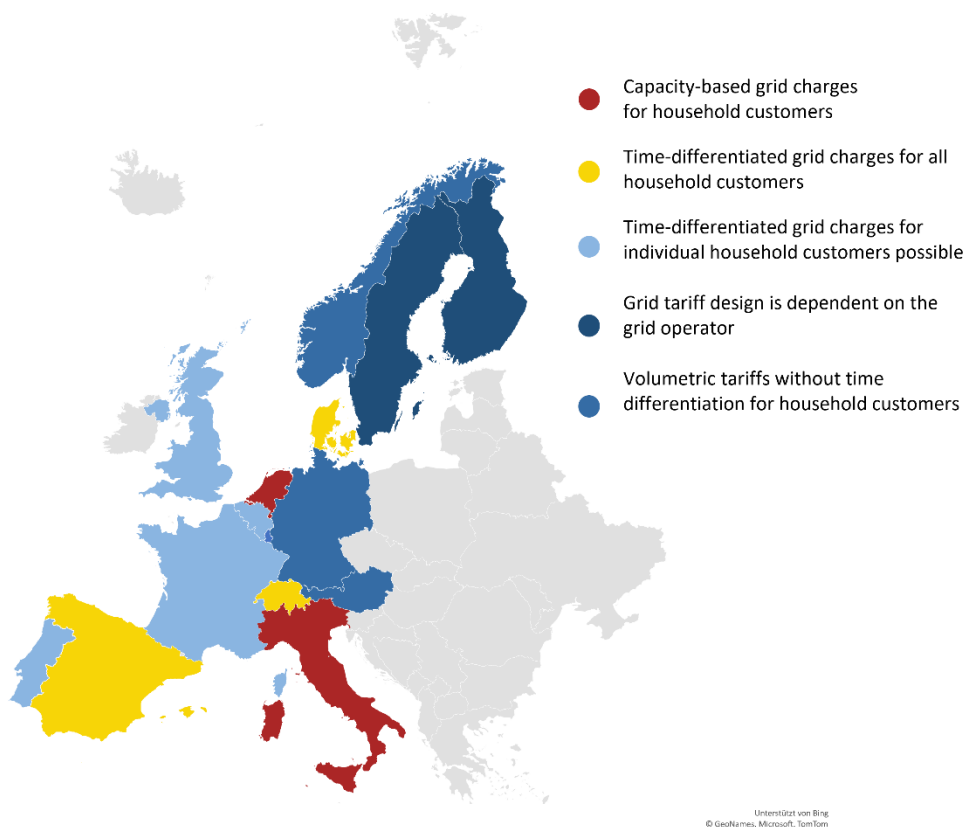 Capacity-based grid charges
for household customers
Time-differentiated grid charges for all
household customers
Time-differentiated grid charges for
individual household customers possible
Grid tariff design is dependent on the
grid operator
Volumetric tariffs without time
differentiation for household customers
Unterstützt von Bing
© GeoNames, Microsoft, TomTom